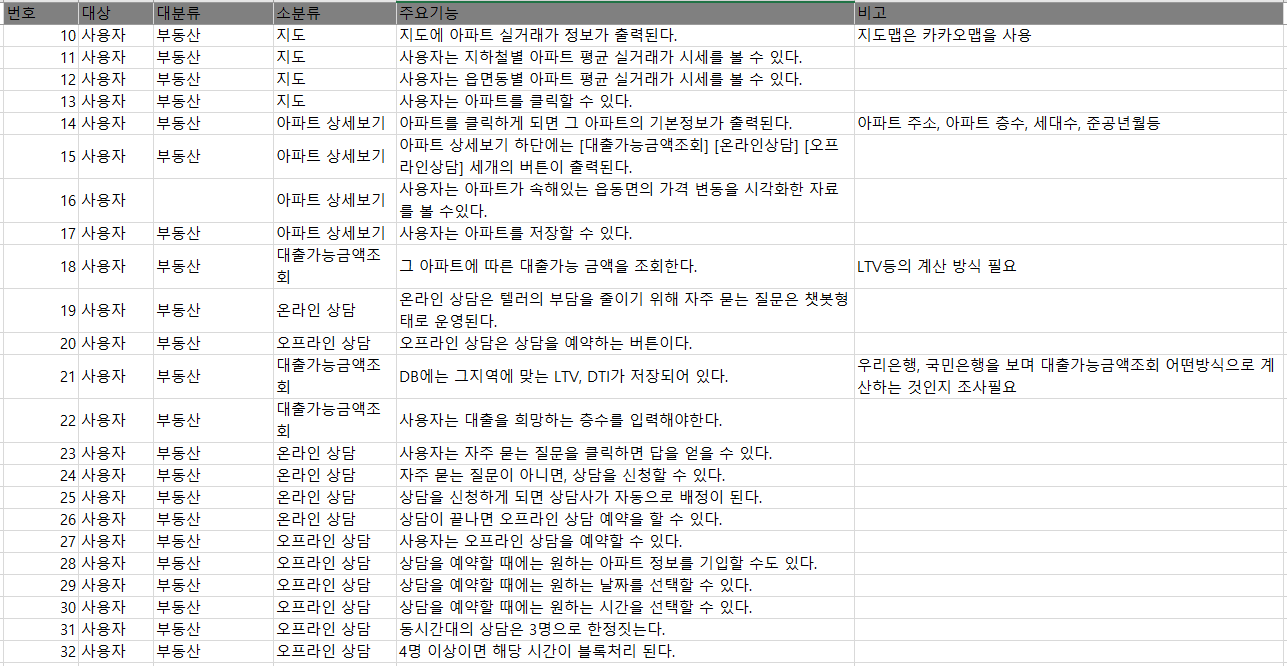 번호 대상 대분류 소분류 주요기능 비고
10 사용자 부동산 지도 지도에 아파트 실거래가 정보가 출력된다. 지도맵은 카카오맵을 사용
11 사용자 부동산 지도 사용자는 지하철별 아파트 평균 실거래가 시세를 볼 수 있다.
12 사용자 부동산 지도 사용자는 읍면동별 아파트 평균 실거래가 시세를 볼 수 있다.
13 사용자 부동산 지도 사용자는 아파트를 클릭할 수 있다.
14 사용자 부동산 아파트 상세보기 아파트를 클릭하게 되면 그 아파트의 기본정보가 출력된다. 아파트 주소, 아파트 층수, 세대수, 준공년월등
15 사용자 부동산 아파트 상세보기 아파트 상세보기 하단에는 [대출가능금액조회] [온라인상담] [오프
라인상담] 세개의 버튼이 출력된다.
16 사용자 아파트 상세보기 사용자는 아파트가 속해있는 읍동면의 가격 변동을 시각화한 자료
를 볼 수있다.
17 사용자 부동산 아파트 상세보기 사용자는 아파트를 저장할 수 있다.
18 사용자 부동산 대출가능금액조
회 그 아파트에 따른 대출가능 금액을 조회한다. LTV등의 계산 방식 필요
19 사용자 부동산 온라인 상담 온라인 상담은 텔러의 부담을 줄이기 위해 자주 묻는 질문은 챗봇형
태로 운영된다.
20 사용자 부동산 오프라인 상담 오프라인 상담은 상담을 예약하는 버튼이다.
21 사용자 부동산 대출가능금액조
회 DB에는 그지역에 맞는 LTV, DTI가 저장되어 있다. 우리은행, 국민은행을 보며 대출가능금액조회 어떤방식으로 계
산하는 것인지 조사필요
22 사용자 부동산 대출가능금액조
회 사용자는 대출을 희망하는 층수를 입력해야한다.
23 사용자 부동산 온라인 상담 사용자는 자주 묻는 질문을 클릭하면 답을 얻을 수 있다.
24 사용자 부동산 온라인 상담 자주 묻는 질문이 아니면, 상담을 신청할 수 있다.
25 사용자 부동산 온라인 상담 상담을 신청하게 되면 상담사가 자동으로 배정이 된다.
26 사용자 부동산 온라인 상담 상담이 끝나면 오프라인 상담 예약을 할 수 있다.
27 사용자 부동산 오프라인 상담 사용자는 오프라인 상담을 예약할 수 있다.
28 사용자 부동산 오프라인 상담 상담을 예약할 때에는 원하는 아파트 정보를 기입할 수도 있다.
29 사용자 부동산 오프라인 상담 상담을 예약할 때에는 원하는 날짜를 선택할 수 있다.
30 사용자 부동산 오프라인 상담 상담을 예약할 때에는 원하는 시간을 선택할 수 있다.
31 사용자 부동산 오프라인 상담 동시간대의 상담은 3명으로 한정짓는다.
32 사용자 부동산 오프라인 상담 4명 이상이면 해당 시간이 블록처리 된다.